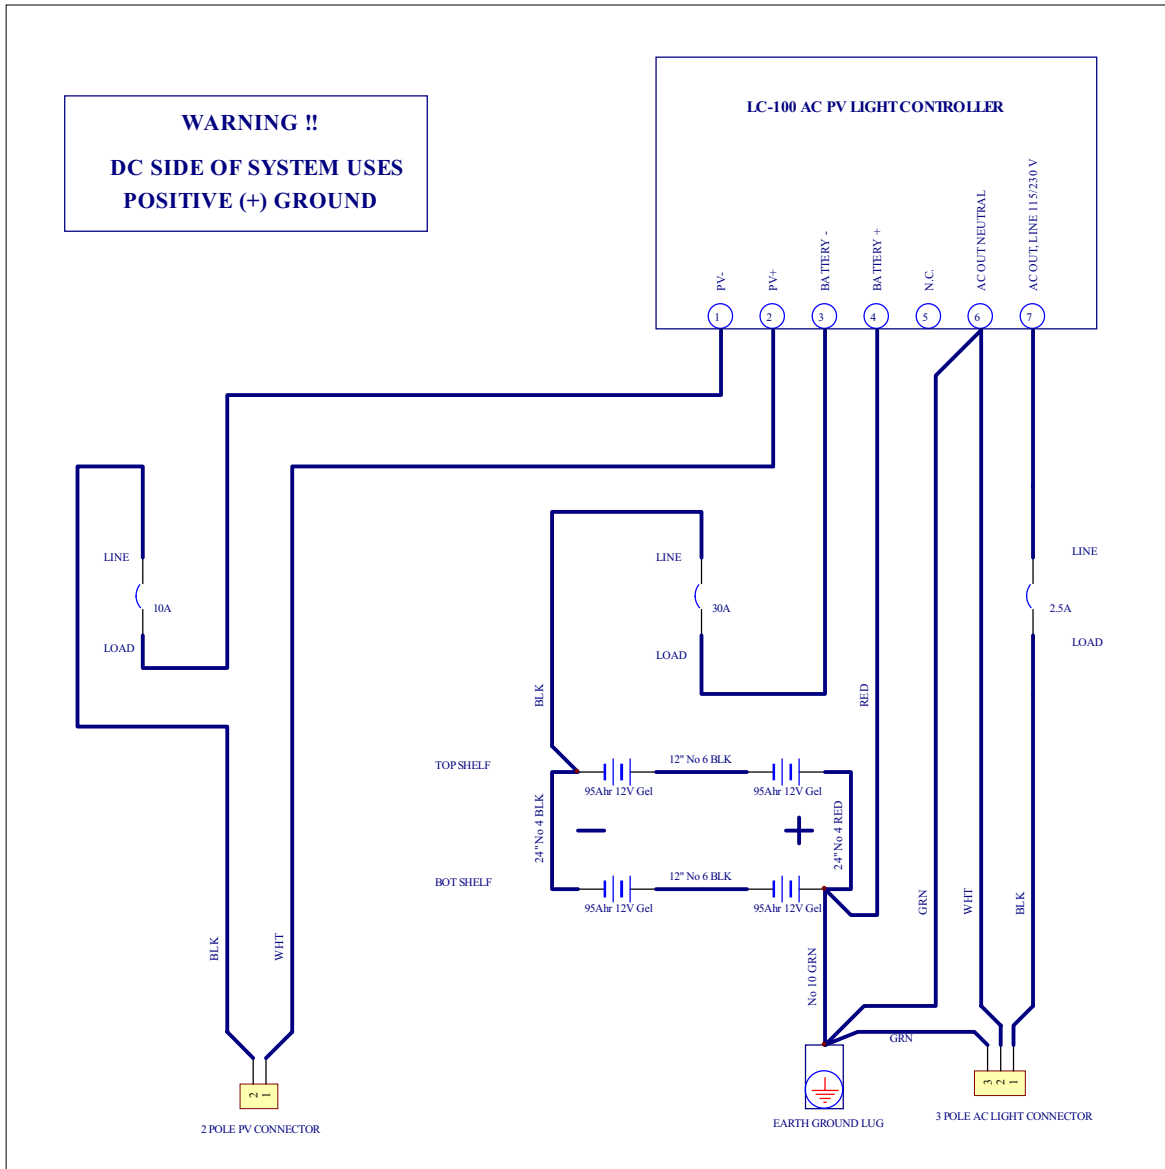 WARNING !!
DC SIDE OF SYSTEM USES
POSITIVE (+) GROUND
LC-100 AC PV LIGHT CONTROLLER
PV-
PV+
BATTERY -
BATTERY +
N.C.
AC OUT NEUTRAL
AC OUT, LINE 115/230 V
1
2
3
4
5
6
7
LINE
10A
LOAD
LINE
30A
LOAD
LINE
2.5A
LOAD
BLK
RED
TOP SHELF
12" No 6 BLK
95Ahr 12V Gel
95Ahr 12V Gel
24" No 4 BLK
24" No 4 RED
BOT SHELF
12" No 6 BLK
95Ahr 12V Gel
95Ahr 12V Gel
BLK
WHT
No 10 GRN
GRN
WHT
BLK
GRN
2
1
2 POLE PV CONNECTOR
EARTH GROUND LUG
3
2
1
3 POLE AC LIGHT CONNECTOR